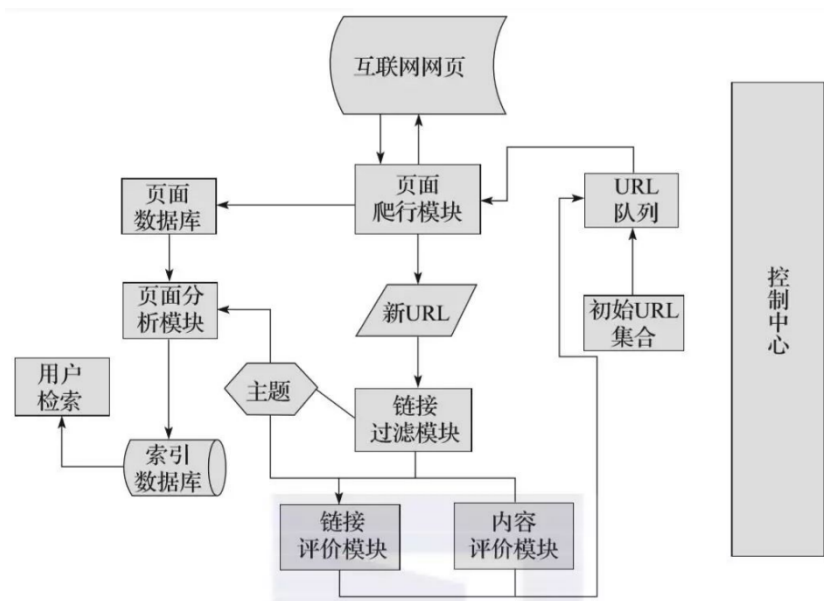 互联网网页
页面
爬行模块
URL
队列
页面
数据库
控制中心
页面分
析模块
新URL
初始URL
集合
用户
检索
主题
链接
过滤模块
索引
数据库
链接
评价模块
内容
评价模块